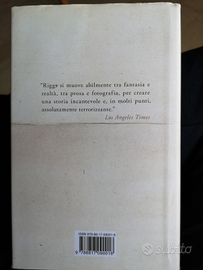 "Riggs si muove abilmente tra fantasia e
realtà, tra prosa e fotografia, per creare
una storia incantevole e, in molti punti,
assolutamente terrorizzante."
Los Angeles Times
Subito